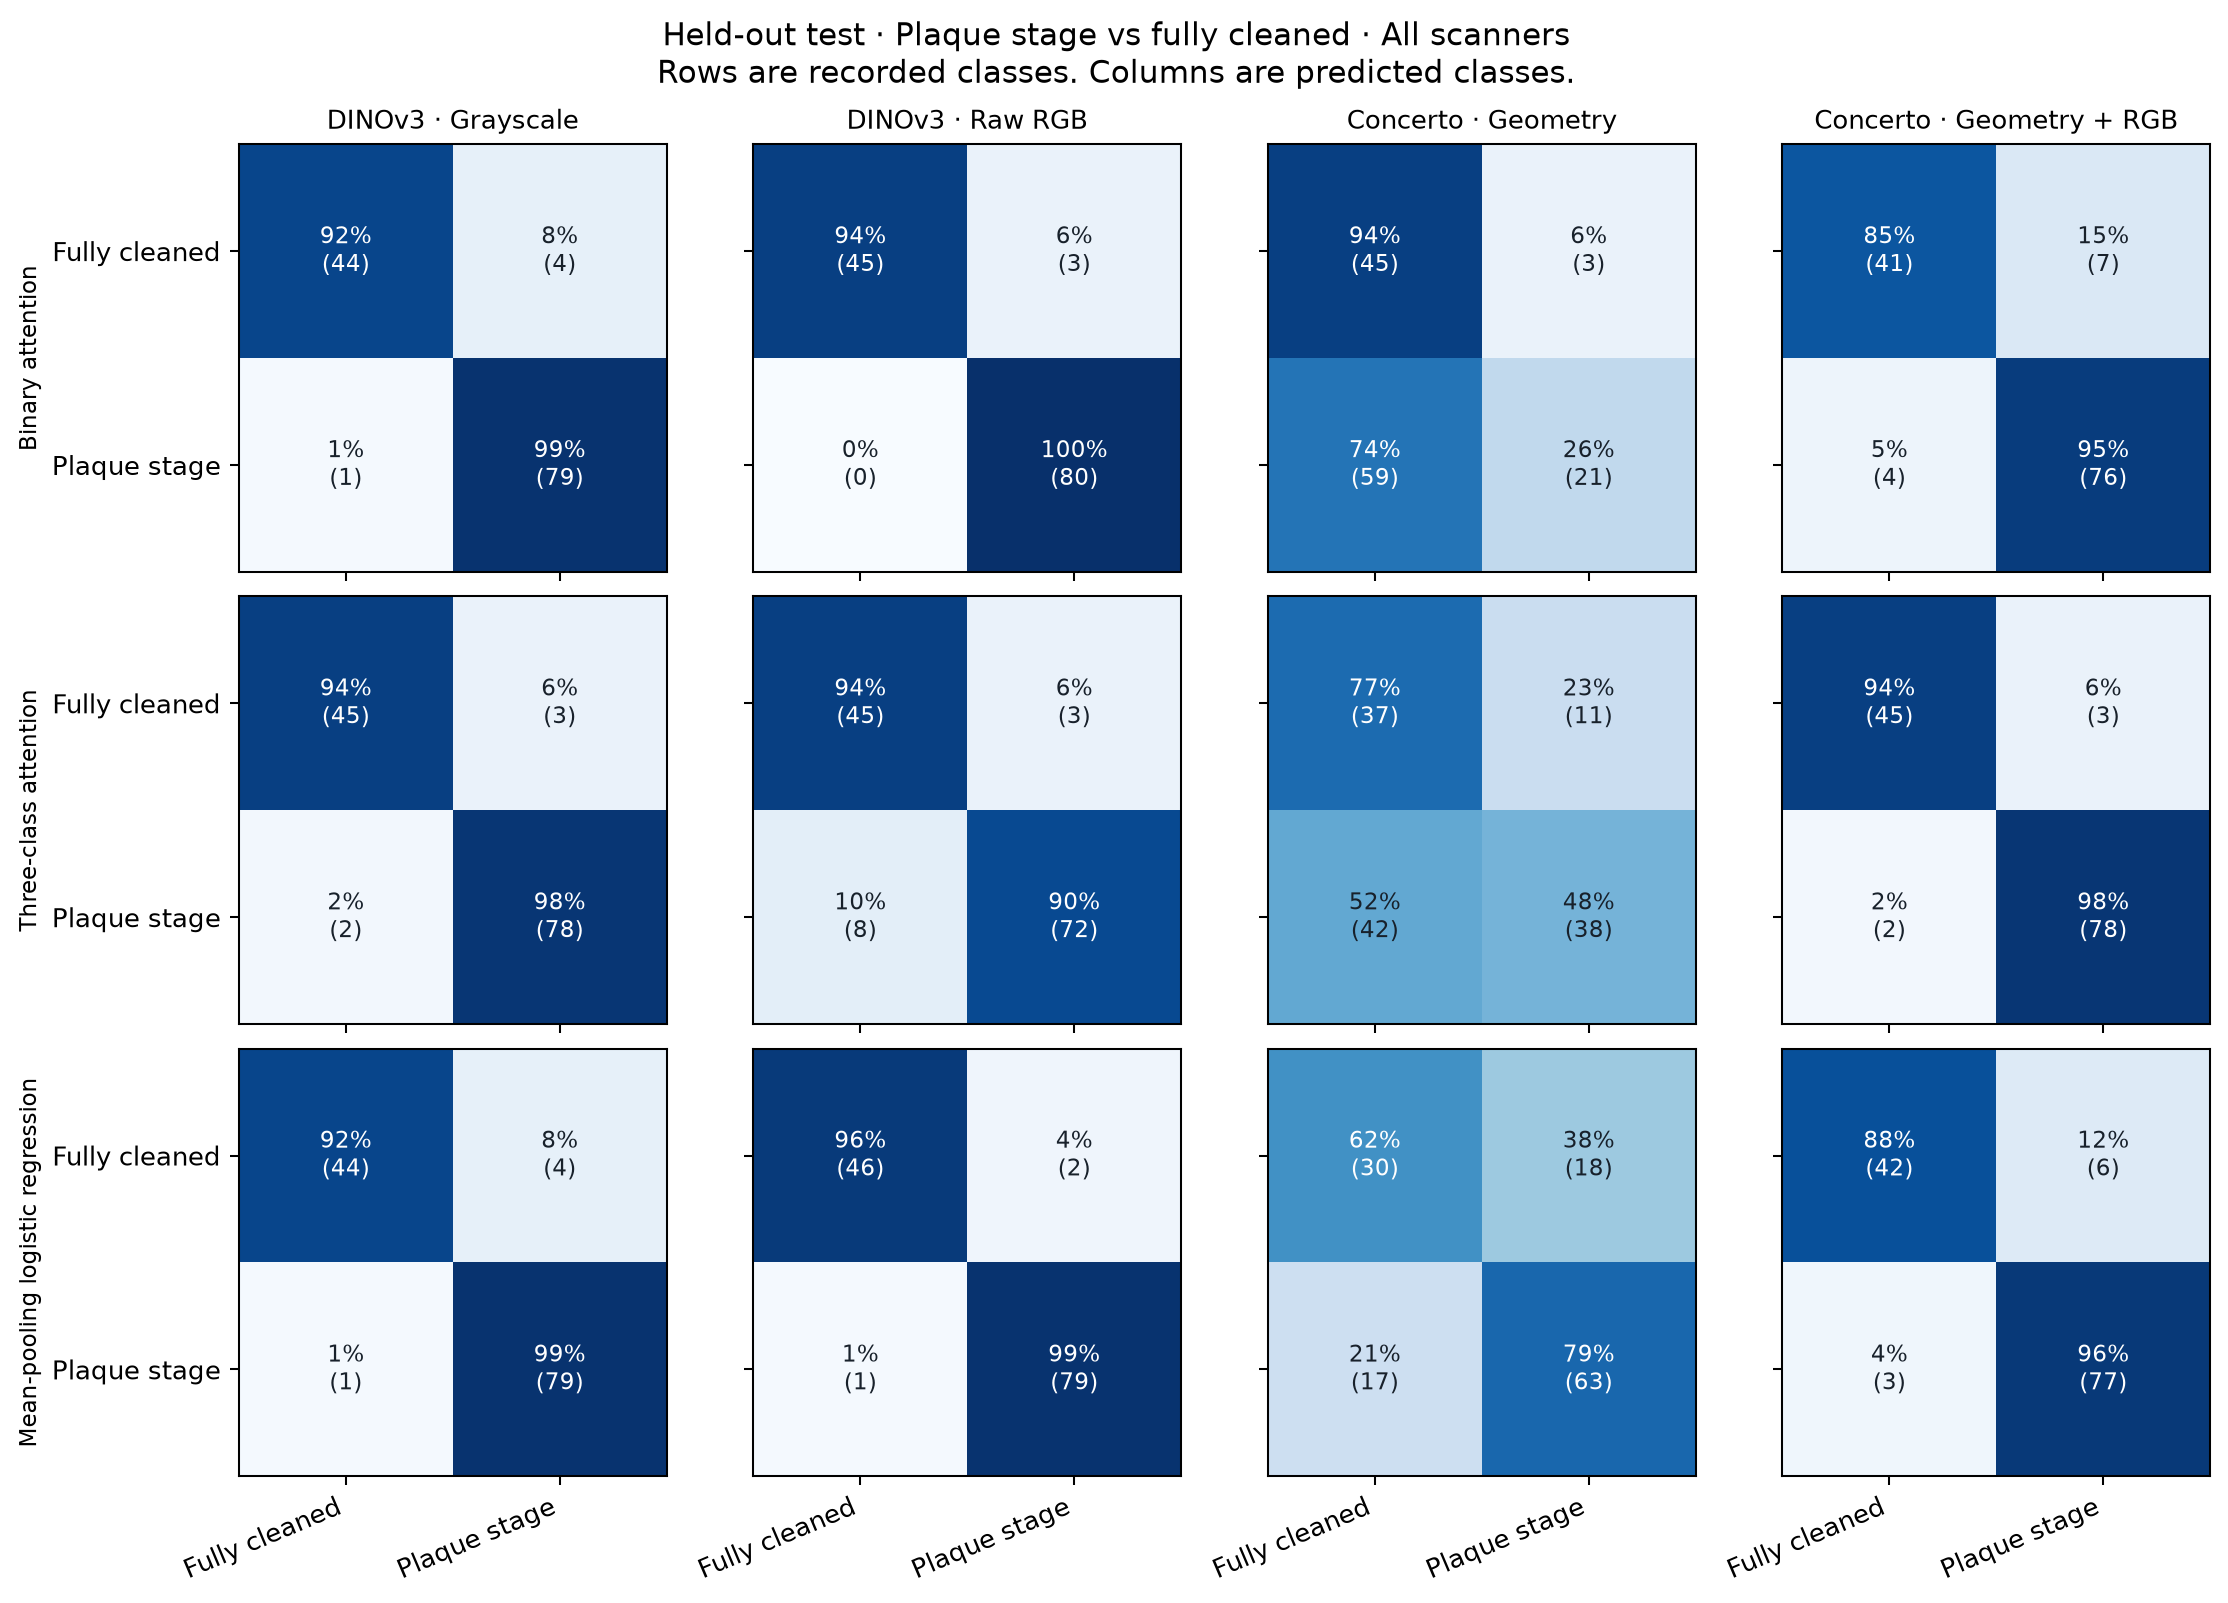 Held-out test · Plaque stage vs fully cleaned · All scanners
Rows are recorded classes. Columns are predicted classes.
DINOv3 · Grayscale
DINOv3 · Raw RGB
Concerto · Geometry
Concerto · Geometry + RGB
Binary attention
Fully cleaned
92% 8% 94% 6% 94% 6% 85% 15%
(44) (4) (45) (3) (45) (3) (41) (7)
Plaque stage
1% 99% 0% 100% 74% 26% 5% 95%
(1) (79) (0) (80) (59) (21) (4) (76)
Three-class attention
Fully cleaned
94% 6% 94% 6% 77% 23% 94% 6%
(45) (3) (45) (3) (37) (11) (45) (3)
Plaque stage
2% 98% 10% 90% 52% 48% 2% 98%
(2) (78) (8) (72) (42) (38) (2) (78)
Mean-pooling logistic regression
Fully cleaned
92% 8% 96% 4% 62% 38% 88% 12%
(44) (4) (46) (2) (30) (18) (42) (6)
Plaque stage
1% 99% 1% 99% 21% 79% 4% 96%
(1) (79) (1) (79) (17) (63) (3) (77)
Fully cleaned Plaque stage Fully cleaned Plaque stage Fully cleaned Plaque stage Fully cleaned Plaque stage